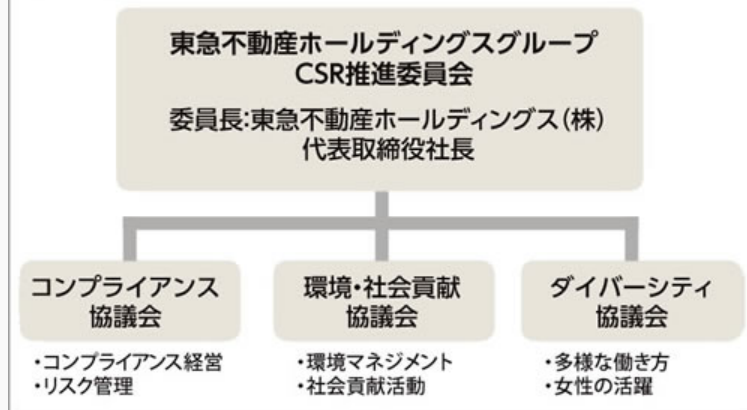 東急不動産ホールディングスグループ
CSR推進委員会
委員長:東急不動産ホールディングス(株)
代表取締役社長
コンプライアンス
協議会
・コンプライアンス経営
・リスク管理
環境・社会貢献
協議会
・環境マネジメント
・社会貢献活動
ダイバーシティ
協議会
・多様な働き方
・女性の活躍